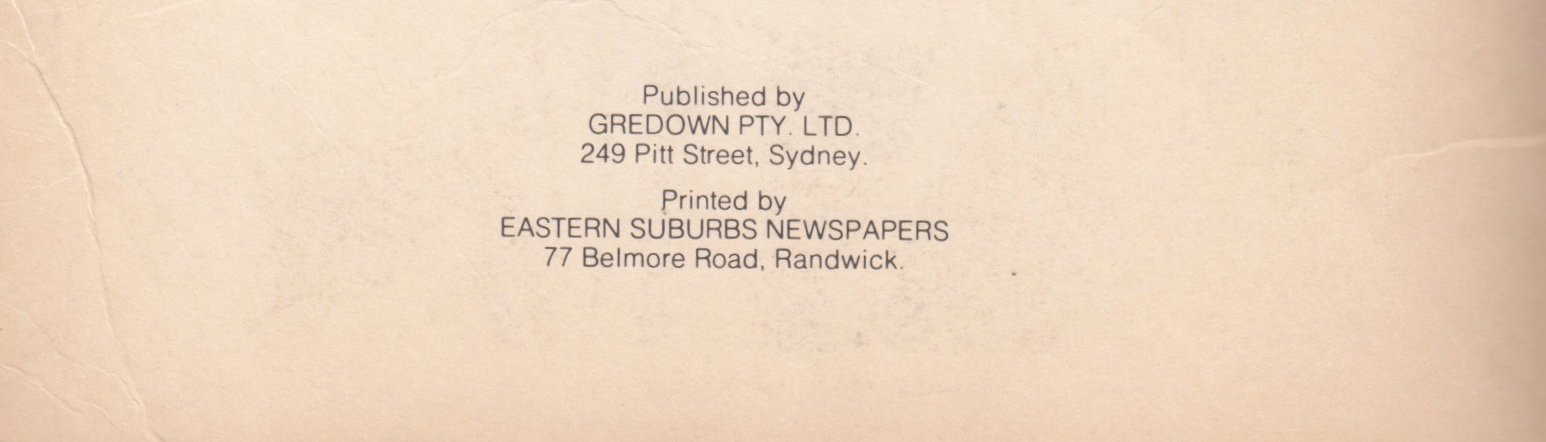 Published by
GREDOWN PTY. LTD.
249 Pitt Street, Sydney.
Printed by
EASTERN SUBURBS NEWSPAPERS
77 Belmore Road, Randwick.